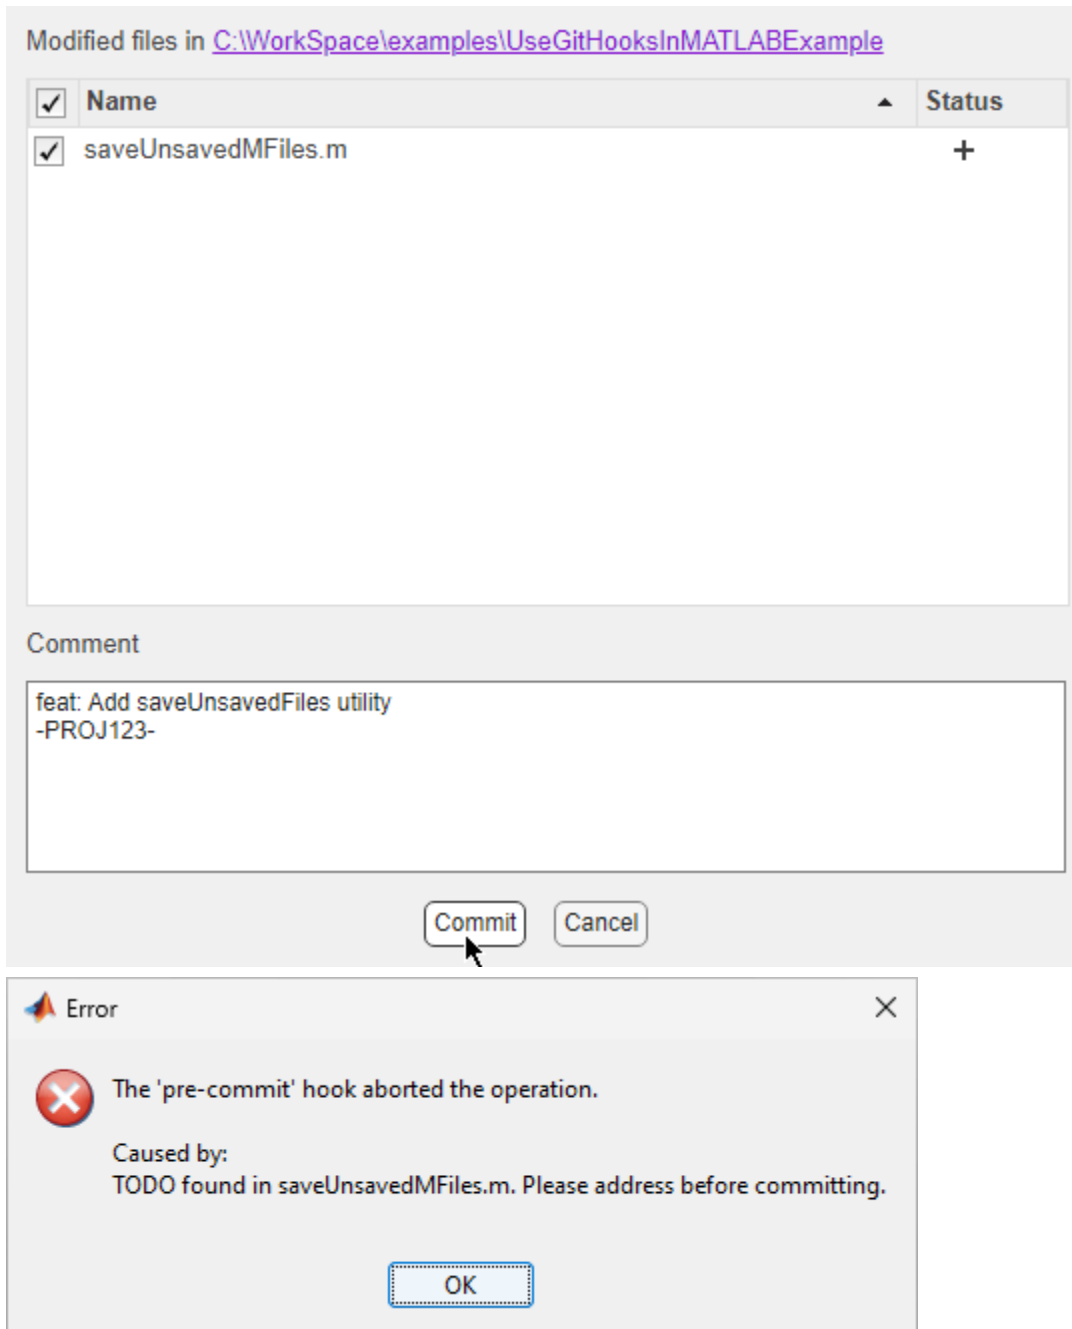 Modified files in C:\WorkSpace\examples\UseGitHooksInMATLABExample
Name Status
saveUnsavedMFiles.m +
Comment
feat: Add saveUnsavedFiles utility
-PROJ123-
Commit Cancel
Error
The 'pre-commit' hook aborted the operation.
Caused by:
TODO found in saveUnsavedMFiles.m. Please address before committing.
OK